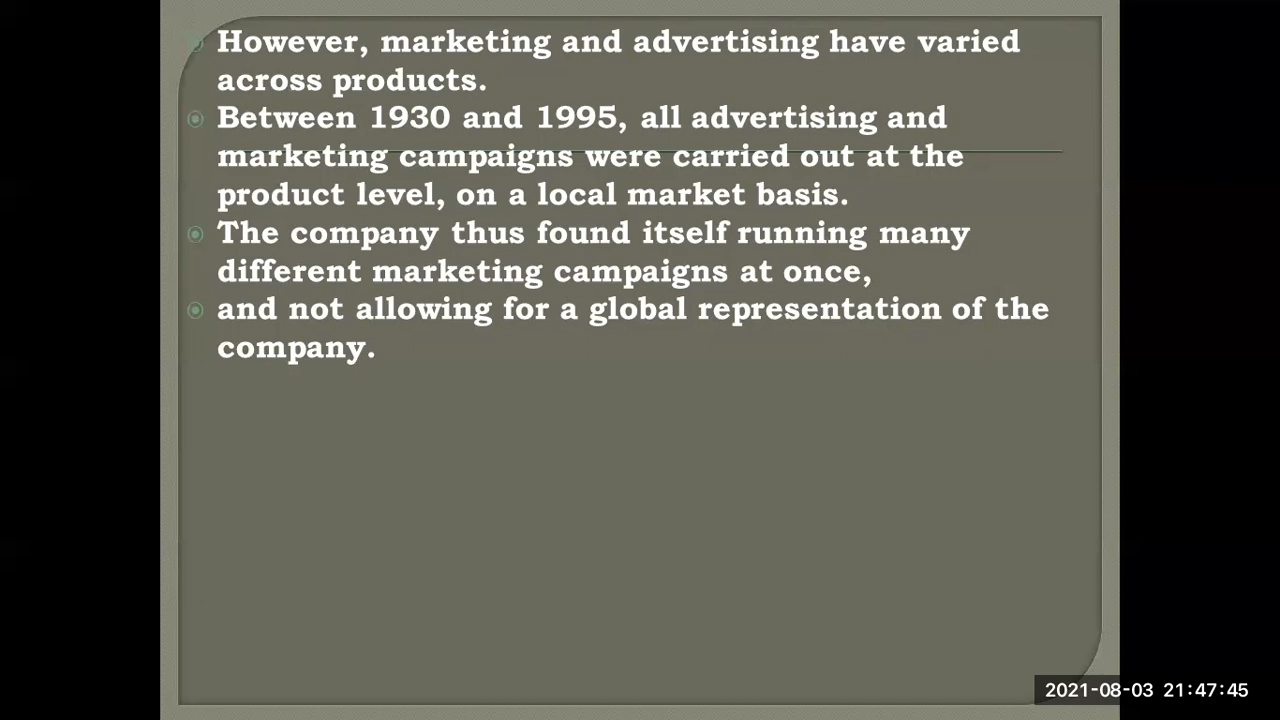 However, marketing and advertising have varied
across products.
Between 1930 and 1995, all advertising and
marketing campaigns were carried out at the
product level, on a local market basis.
The company thus found itself running many
different marketing campaigns at once,
and not allowing for a global representation of the
company.
2021-08-03 21:47:45